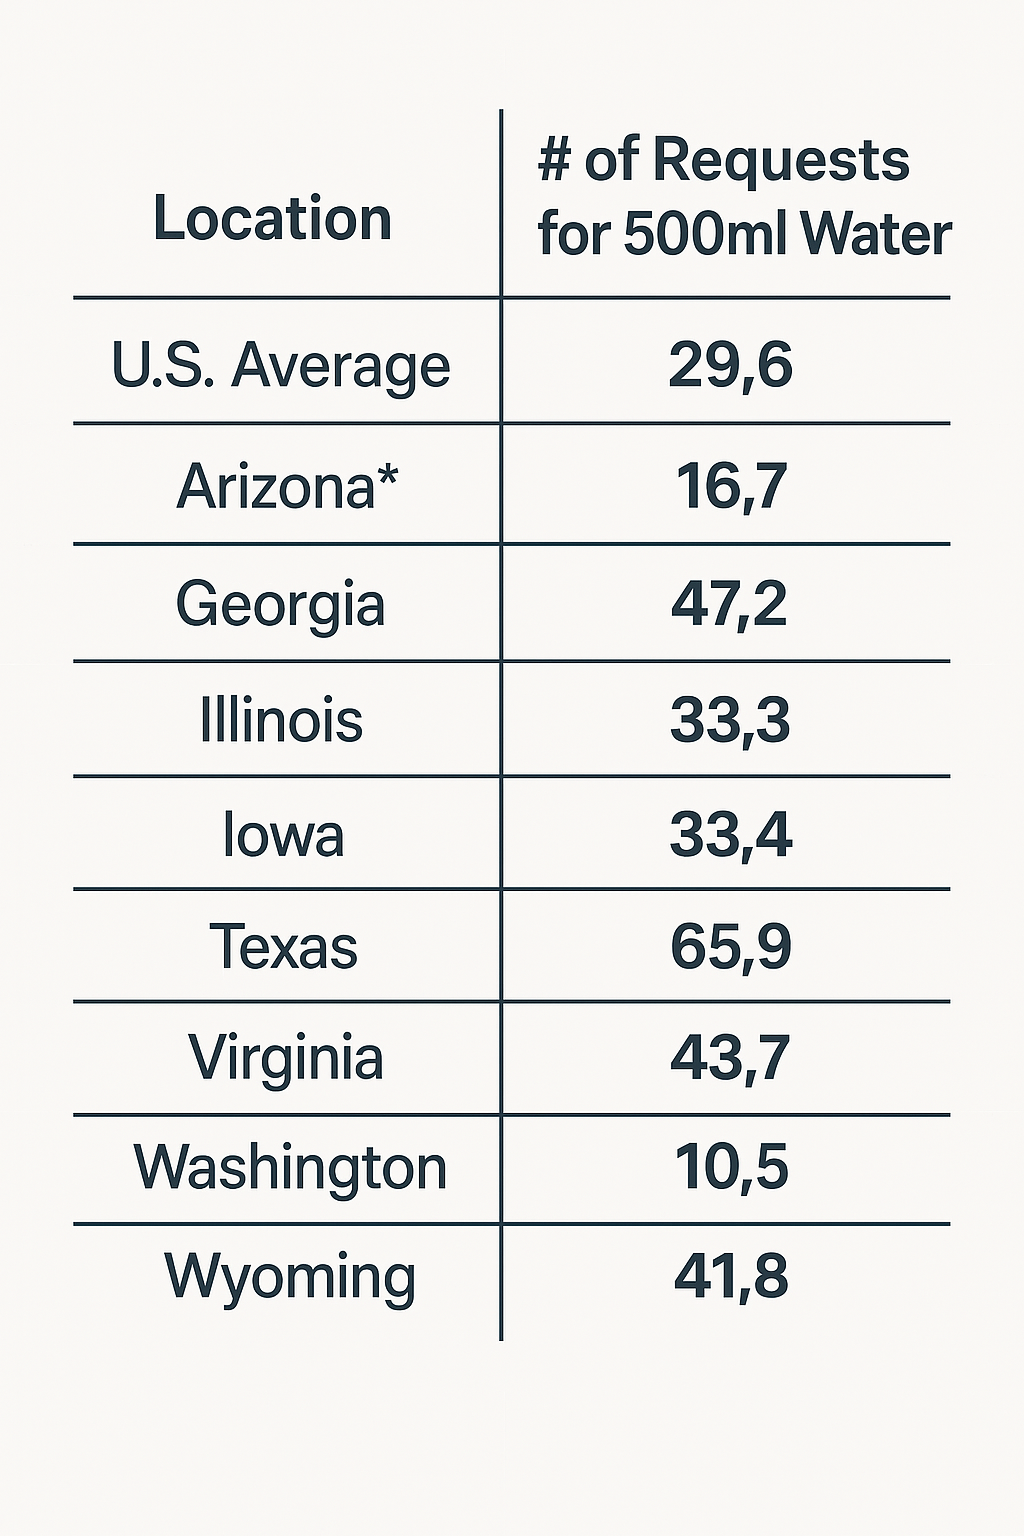 Location
# of Requests
for 500ml Water
U.S. Average 29,6
Arizona* 16,7
Georgia 47,2
Illinois 33,3
Iowa 33,4
Texas 65,9
Virginia 43,7
Washington 10,5
Wyoming 41,8